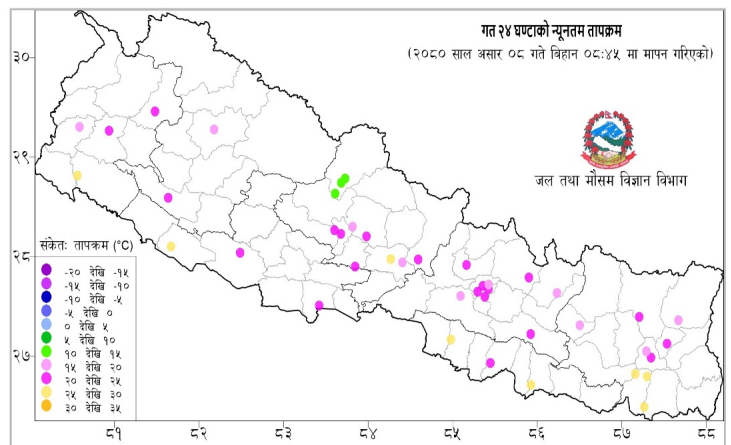 गत २४ घण्टाको न्यूनतम तापक्रम
(२०८० साल असार ०८ गते बिहान ०८:४५ मा मापन गरिएको)
जल तथा मौसम विज्ञान विभाग
३०
२९
२८
२७
संकेतः तापक्रम (°C)
-२० देखि -१५
-१५ देखि -१०
-१० देखि -५
-५ देखि ०
० देखि ५
५ देखि १०
१० देखि १५
१५ देखि २०
२० देखि २५
२५ देखि ३०
३० देखि ३५
८१ ८२ ८३ ८४ ८५ ८६ ८७ ८८